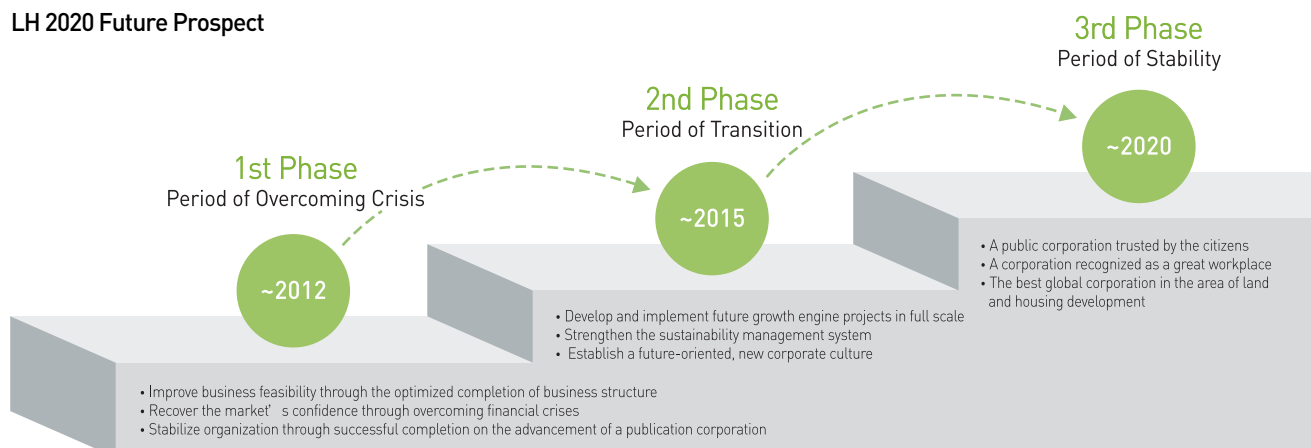 LH 2020 Future Prospect
1st Phase
Period of Overcoming Crisis
~2012
• Improve business feasibility through the optimized completion of business structure
• Recover the market’ s confidence through overcoming financial crises
• Stabilize organization through successful completion on the advancement of a publication corporation
2nd Phase
Period of Transition
~2015
• Develop and implement future growth engine projects in full scale
• Strengthen the sustainability management system
• Establish a future-oriented, new corporate culture
3rd Phase
Period of Stability
~2020
• A public corporation trusted by the citizens
• A corporation recognized as a great workplace
• The best global corporation in the area of land
and housing development